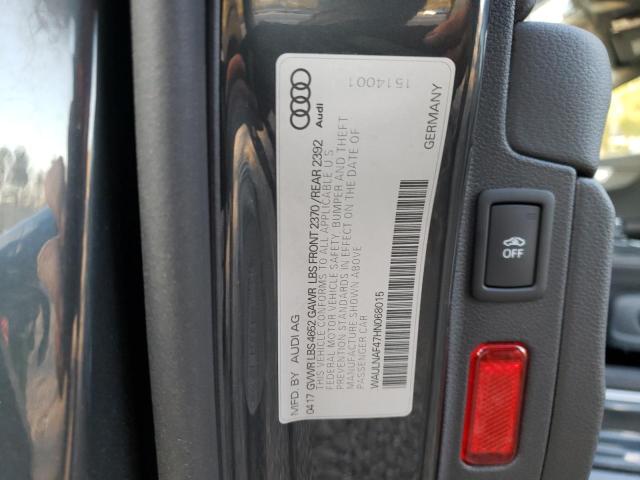 1514001
Audi
MFD. BY AUDI AG
04 17 GVWR LBS 4662 GAWR LBS FRONT 2370 / REAR 2392
THIS VEHICLE CONFORMS TO ALL APPLICABLE U S
FEDERAL MOTOR VEHICLE SAFETY, BUMPER AND THEFT
PREVENTION STANDARDS IN EFFECT ON THE DATE OF
MANUFACTURE SHOWN ABOVE
PASSENGER CAR
WAULNAF47HN068015
GERMANY
OFF